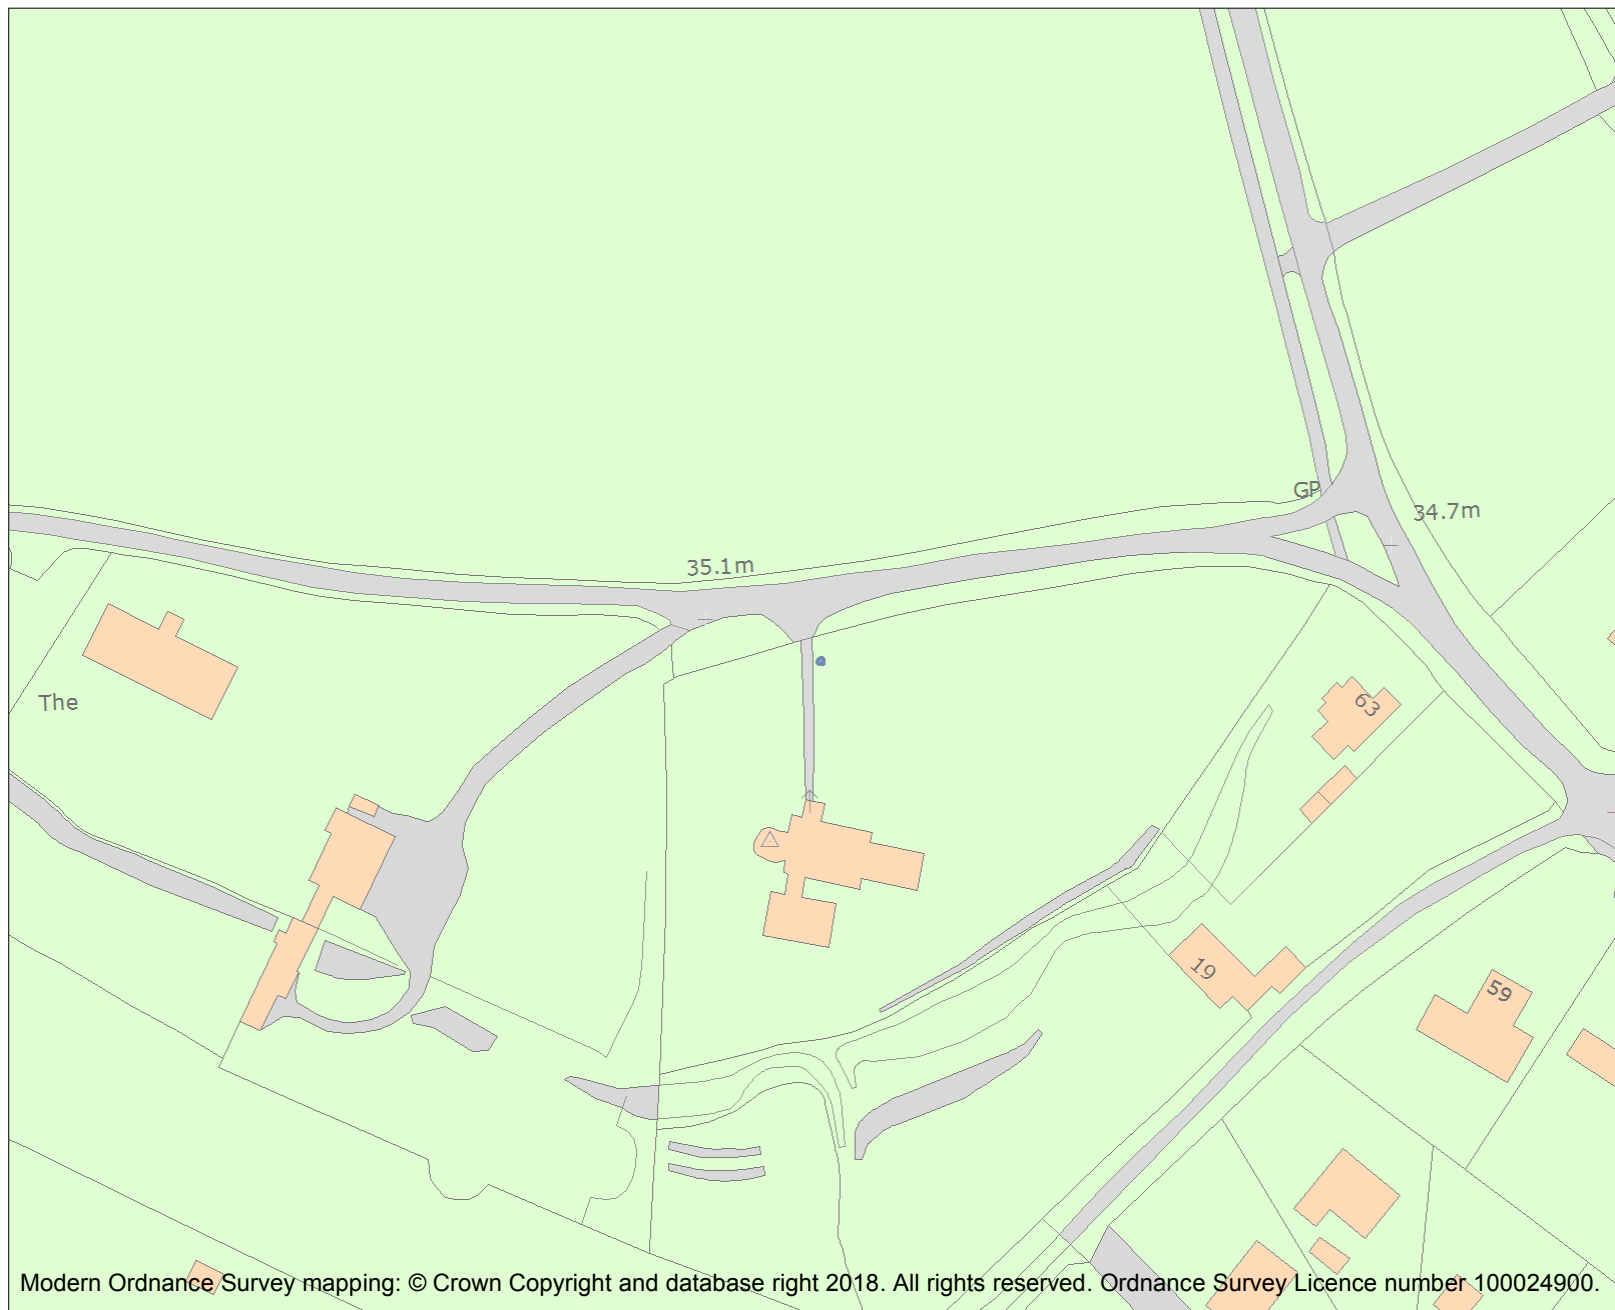 GP
34.7m
35.1m
The
63
19
59
Modern Ordnance Survey mapping: © Crown Copyright and database right 2018. All rights reserved. Ordnance Survey Licence number 100024900.